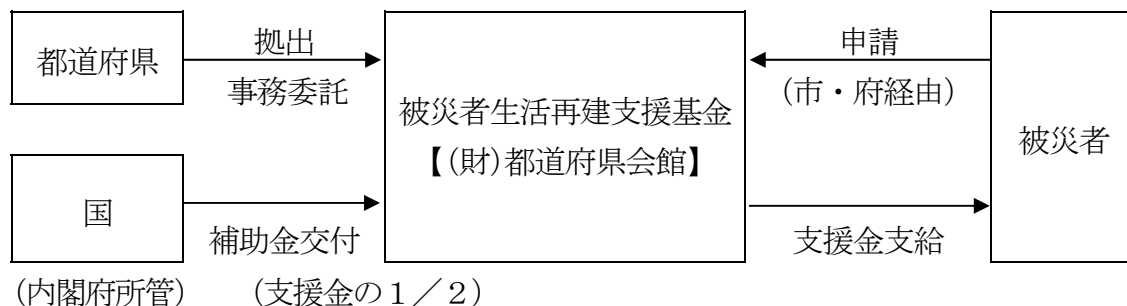 都道府県
拠出
事務委託
被災者生活再建支援基金
【(財)都道府県会館】
申請
(市・府経由)
被災者
国
補助金交付
支援金支給
(内閣府所管)
(支援金の1/2)